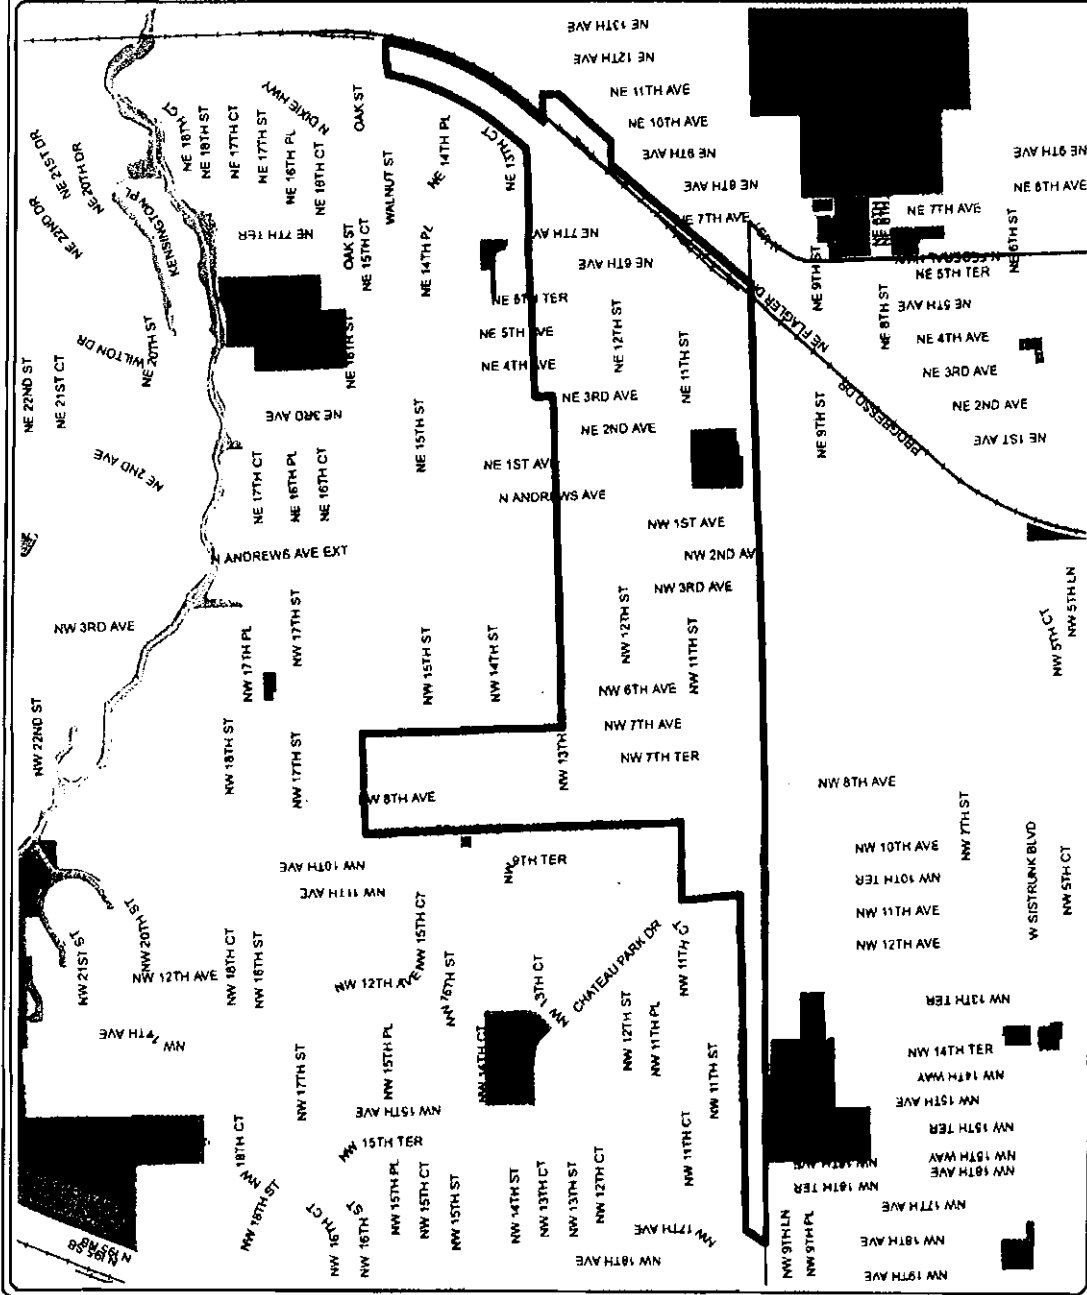 NE 13TH AVE
NE 12TH AVE
NE 11TH AVE
NE 10TH AVE
NE 9TH AVE
NE 8TH AVE
NE 7TH AVE
NE 9TH AVE
NE 8TH AVE
NE 7TH AVE
N FEDERAL HWY
NE 5TH TER
NE 5TH AVE
NE 4TH AVE
NE 3RD AVE
NE 2ND AVE
NE 1ST AVE
NE 6TH ST
NE 8TH ST
NE 9TH ST
NE 9TH ST
NE FLAGLER DR
PROGRESSO DR
NE 21ST DR
NE 20TH DR
NE 22ND DR
KENSINGTON PL
NE 18TH CT
NE 18TH ST
NE 17TH CT
NE 17TH ST
NE 16TH PL
NE 16TH CT
N DIXIE HWY
OAK ST
WALNUT ST
NE 14TH PL
NE 13TH CT
NE 7TH TER
OAK ST
NE 15TH CT
NE 14TH PL
NE 7TH AVE
NE 6TH AVE
NE 5TH TER
NE 5TH AVE
NE 4TH AVE
NE 12TH ST
NE 11TH ST
NE 3RD AVE
NE 2ND AVE
NE 22ND ST
NE 21ST CT
WILTON DR
NE 20TH ST
NE 16TH ST
NE 3RD AVE
NE 15TH ST
NE 2ND AVE
NE 17TH CT
NE 16TH PL
NE 16TH CT
NE 1ST AVE
N ANDREWS AVE
NW 1ST AVE
NW 2ND AV
NW 3RD AVE
N ANDREWS AVE EXT
NW 3RD AVE
NW 17TH PL
NW 17TH ST
NW 15TH ST
NW 14TH ST
NW 12TH ST
NW 11TH ST
NW 6TH AVE
NW 7TH AVE
NW 7TH TER
NW 5TH CT
NW 5TH LN
NW 22ND ST
NW 18TH ST
NW 17TH ST
NW 13TH
NW 8TH AVE
NW 8TH AVE
NW 7TH ST
W SISTRUNK BLVD
NW 5TH CT
NW 10TH AVE
NW 11TH AVE
NW 9TH TER
NW 10TH AVE
NW 10TH TER
NW 11TH AVE
NW 12TH AVE
NW 21ST ST
NW 20TH ST
NW 12TH AVE
NW 18TH CT
NW 18TH ST
NW 12TH AVE
NW 15TH CT
NW 13TH CT
CHATEAU PARK DR
NW 11TH CT
NW 13TH TER
NW 14TH TER
NW 14TH WAY
NW 15TH AVE
NW 15TH TER
NW 15TH WAY
NW 16TH AVE
NW 16TH AVE
NW 16TH TER
NW 17TH AVE
NW 18TH AVE
NW 19TH AVE
NW 17TH ST
NW 15TH PL
NW 14TH CT
NW 12TH ST
NW 11TH PL
NW 11TH ST
NW 15TH AVE
NW 15TH TER
NW 18TH CT
NW 18TH ST
NW 16TH CT
NW 16TH ST
NW 15TH PL
NW 15TH CT
NW 15TH ST
NW 14TH ST
NW 13TH CT
NW 13TH ST
NW 12TH CT
NW 11TH CT
NW 17TH AVE
NW 18TH AVE
NW 9TH LN
NW 9TH PL
N I95 SB